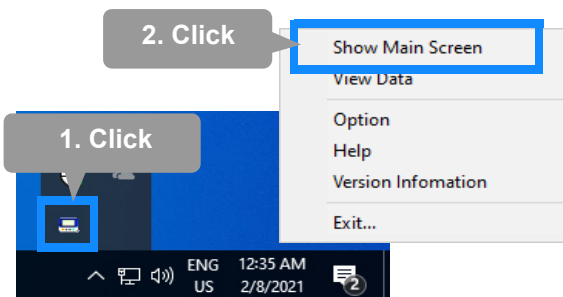 2. Click
Show Main Screen
View Data
Option
Help
Version Infomation
Exit...
1. Click
ENG
US
12:35 AM
2/8/2021
2